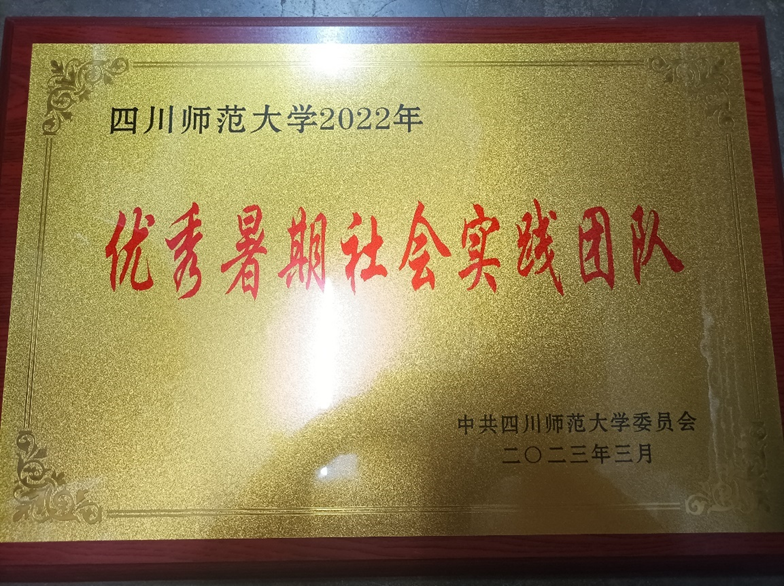 四川师范大学2022年
优秀暑期社会实践团队
中共四川师范大学委员会
二〇二三年三月